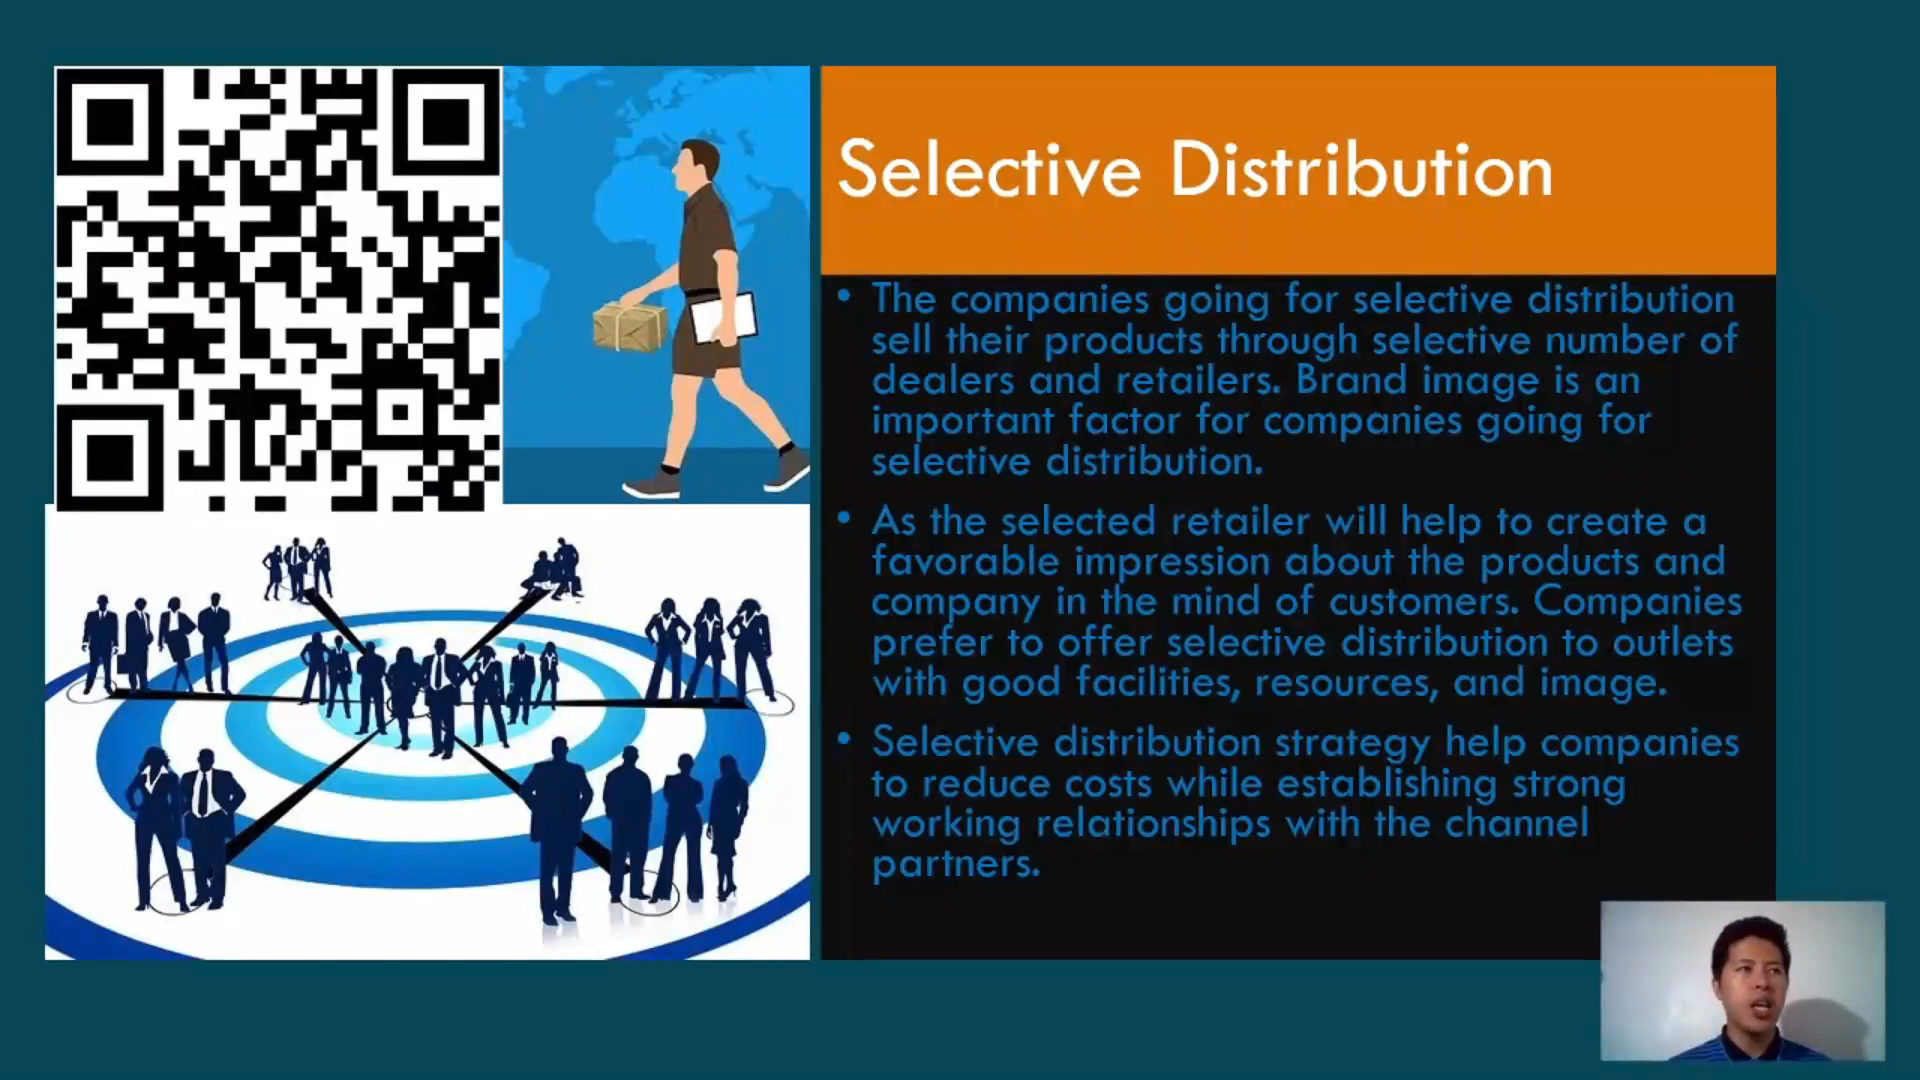 Selective Distribution
• The companies going for selective distribution
sell their products through selective number of
dealers and retailers. Brand image is an
important factor for companies going for
selective distribution.
• As the selected retailer will help to create a
favorable impression about the products and
company in the mind of customers. Companies
prefer to offer selective distribution to outlets
with good facilities, resources, and image.
• Selective distribution strategy help companies
to reduce costs while establishing strong
working relationships with the channel
partners.